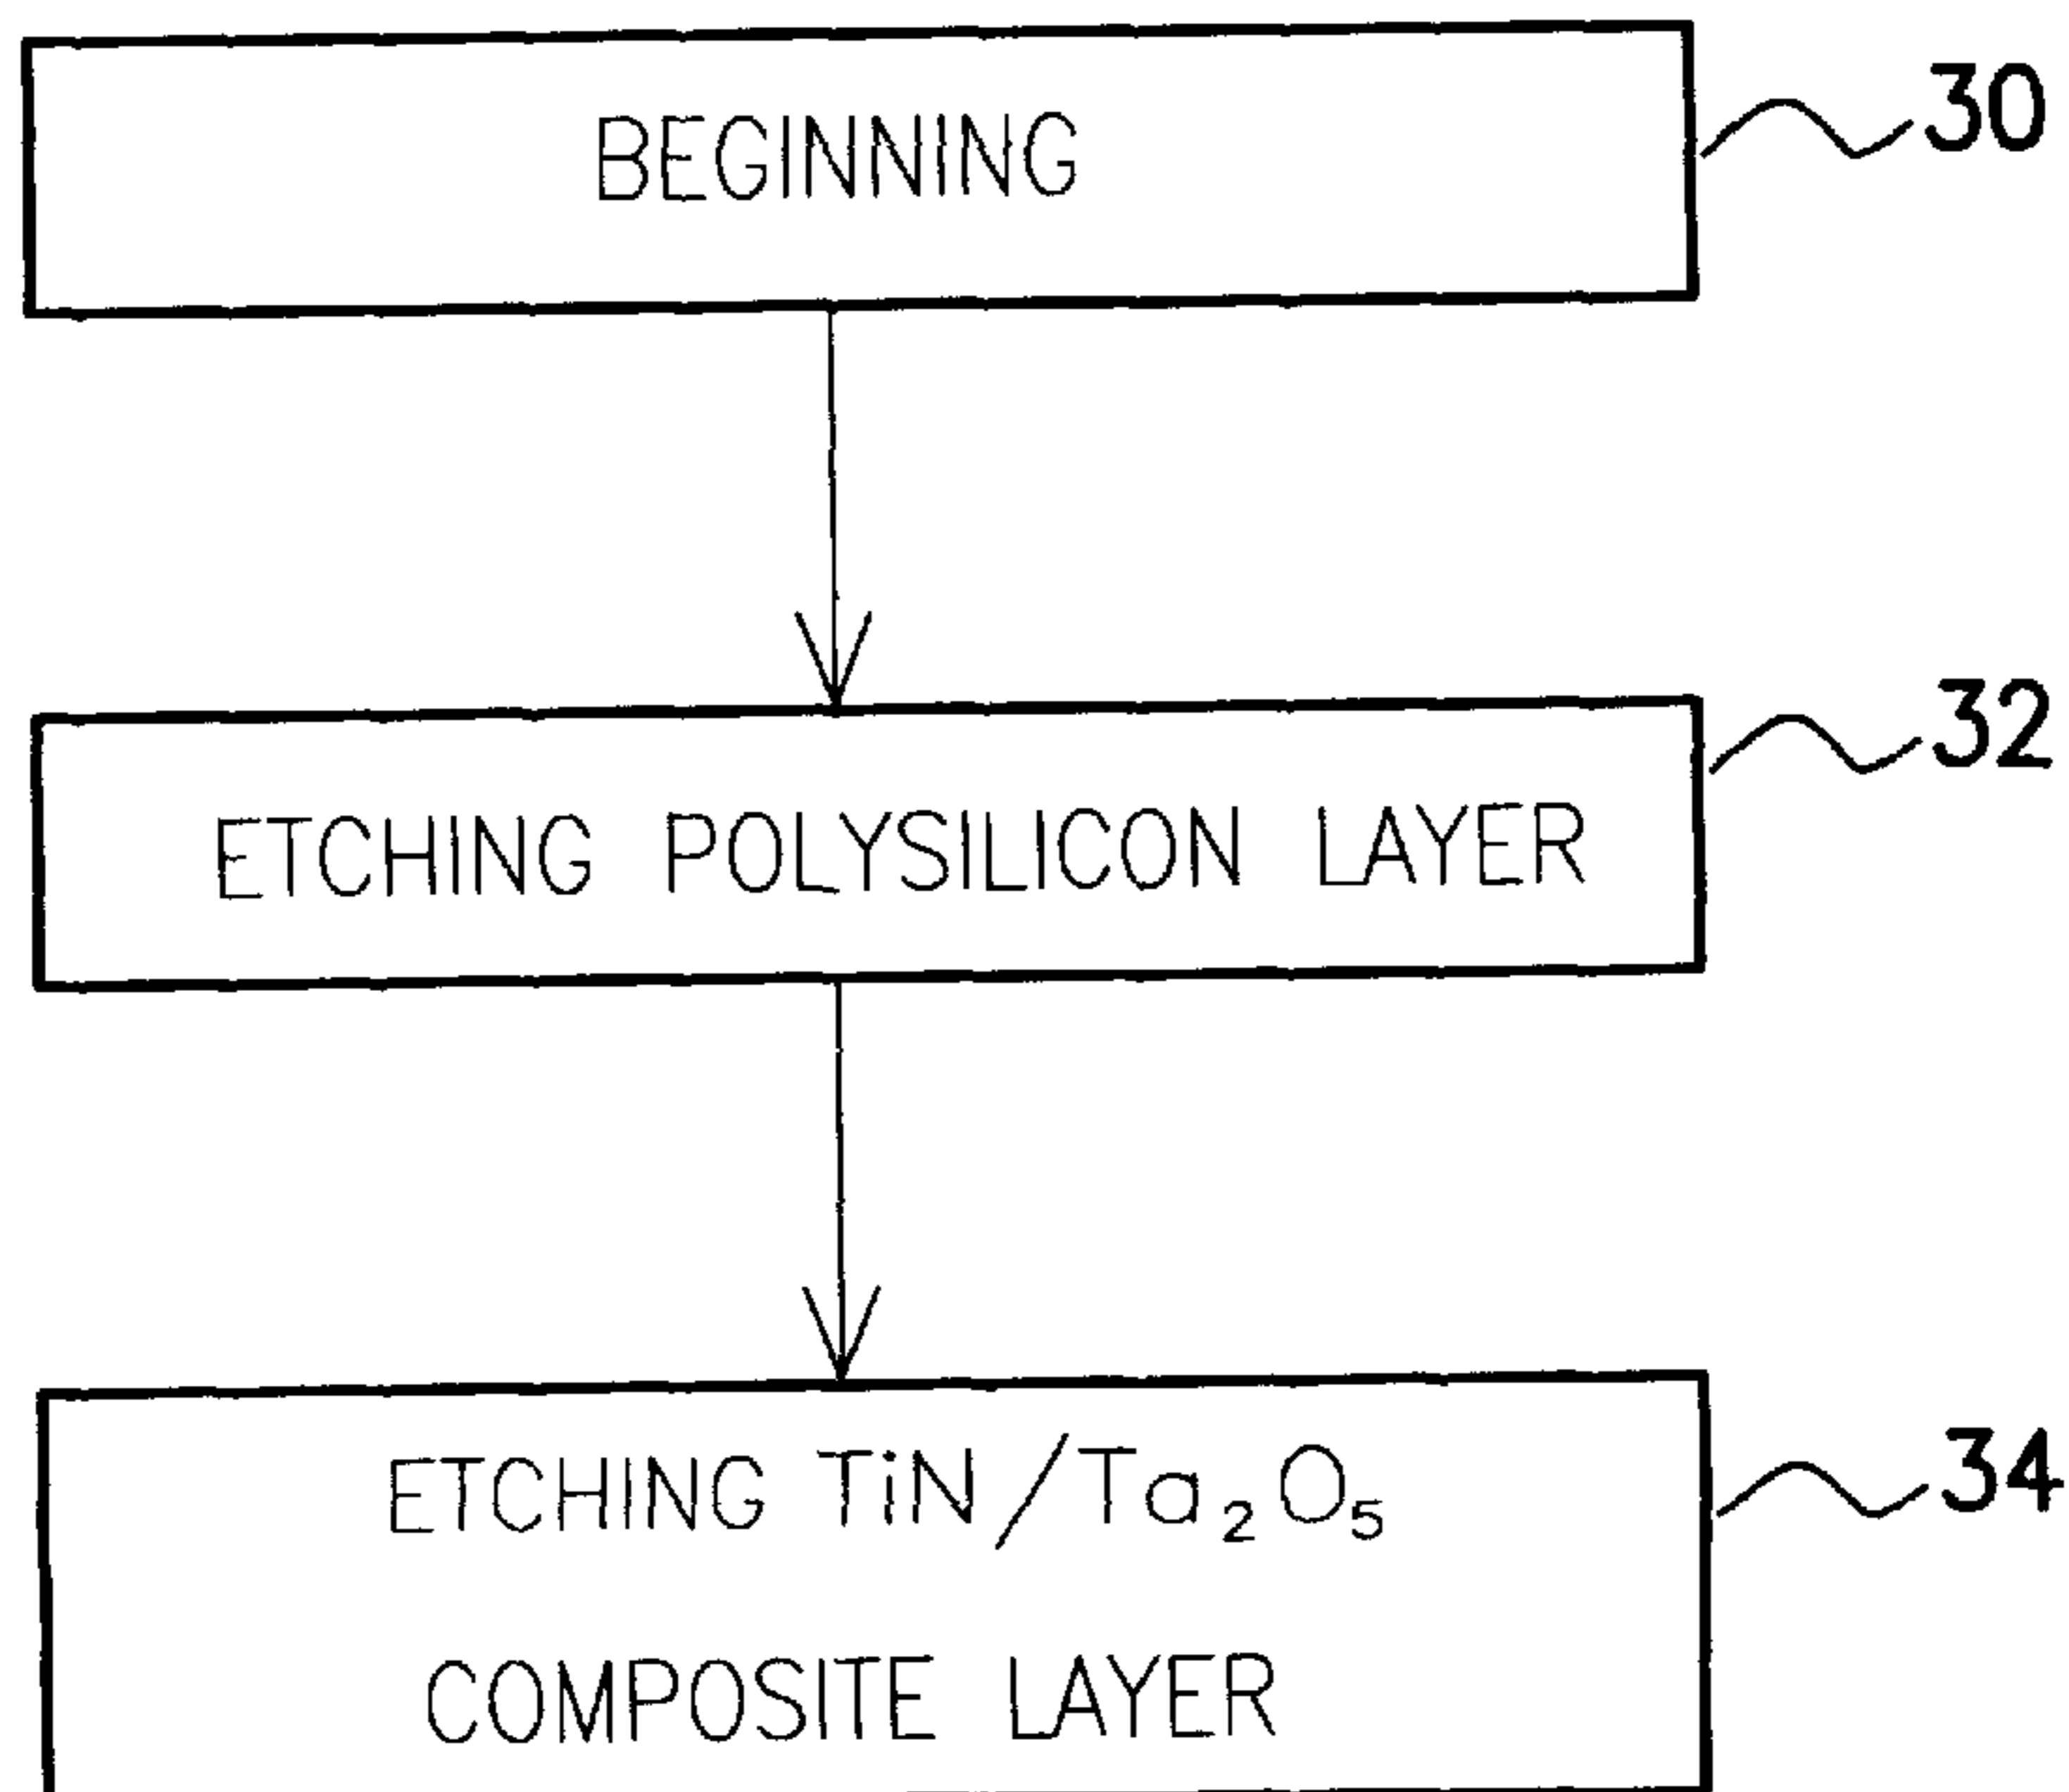 BEGINNING
30
ETCHING POLYSILICON LAYER
32
ETCHING TiN/Ta₂O₅
34
COMPOSITE LAYER